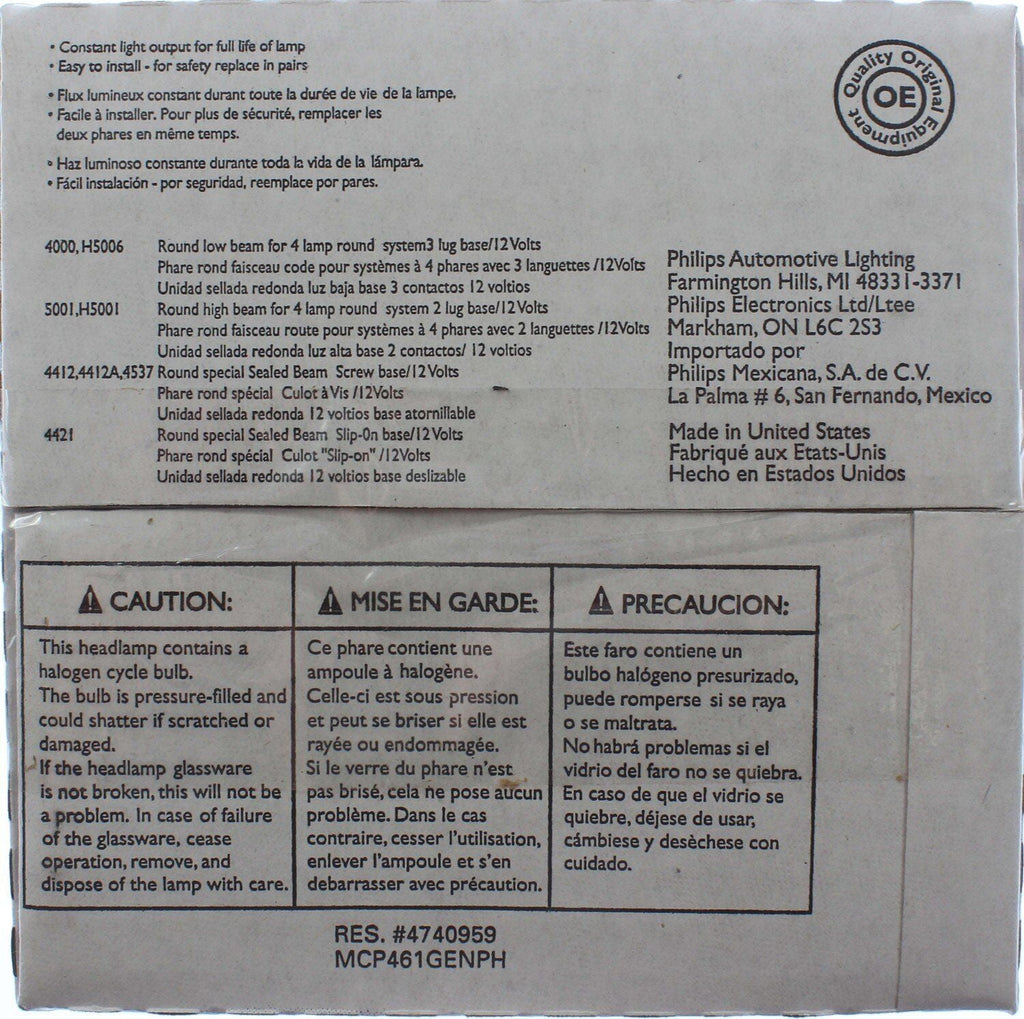 • Constant light output for full life of lamp
• Easy to install - for safety replace in pairs
• Flux lumineux constant durant toute la durée de vie de la lampe.
• Facile à installer. Pour plus de sécurité, remplacer les
deux phares en même temps.
• Haz luminoso constante durante toda la vida de la lámpara.
• Fácil instalación - por seguridad, reemplace por pares.
Quality Original Equipment
OE
4000, H5006 Round low beam for 4 lamp round system3 lug base/12Volts
Phare rond faisceau code pour systèmes à 4 phares avec 3 languettes /12Volts
Unidad sellada redonda luz baja base 3 contactos 12 voltios
5001,H5001 Round high beam for 4 lamp round system 2 lug base/12Volts
Phare rond faisceau route pour systèmes à 4 phares avec 2 languettes /12Volts
Unidad sellada redonda luz alta base 2 contactos/ 12 voltios
4412,4412A,4537 Round special Sealed Beam Screw base/12Volts
Phare rond spécial Culot à Vis /12Volts
Unidad sellada redonda 12 voltios base atornillable
4421 Round special Sealed Beam Slip-On base/12Volts
Phare rond spécial Culot "Slip-on" /12Volts
Unidad sellada redonda 12 voltios base deslizable
Philips Automotive Lighting
Farmington Hills, MI 48331-3371
Philips Electronics Ltd/Ltee
Markham, ON L6C 2S3
Importado por
Philips Mexicana, S.A. de C.V.
La Palma # 6, San Fernando, Mexico
Made in United States
Fabriqué aux Etats-Unis
Hecho en Estados Unidos
CAUTION:
This headlamp contains a
halogen cycle bulb.
The bulb is pressure-filled and
could shatter if scratched or
damaged.
If the headlamp glassware
is not broken, this will not be
a problem. In case of failure
of the glassware, cease
operation, remove, and
dispose of the lamp with care.
MISE EN GARDE:
Ce phare contient une
ampoule à halogène.
Celle-ci est sous pression
et peut se briser si elle est
rayée ou endommagée.
Si le verre du phare n'est
pas brisé, cela ne pose aucun
problème. Dans le cas
contraire, cesser l'utilisation,
enlever l'ampoule et s'en
debarrasser avec précaution.
PRECAUCION:
Este faro contiene un
bulbo halógeno presurizado,
puede romperse si se raya
o se maltrata.
No habrá problemas si el
vidrio del faro no se quiebra.
En caso de que el vidrio se
quiebre, déjese de usar,
cámbiese y desèchese con
cuidado.
RES. #4740959
MCP461GENPH